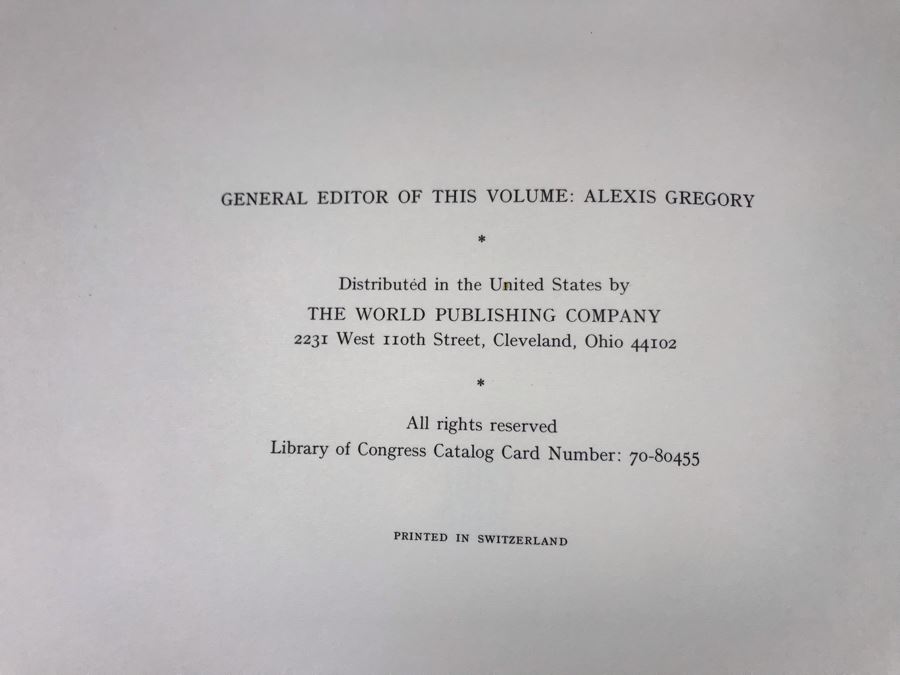 GENERAL EDITOR OF THIS VOLUME: ALEXIS GREGORY
*
Distributed in the United States by
THE WORLD PUBLISHING COMPANY
2231 West 110th Street, Cleveland, Ohio 44102
*
All rights reserved
Library of Congress Catalog Card Number: 70-80455
PRINTED IN SWITZERLAND